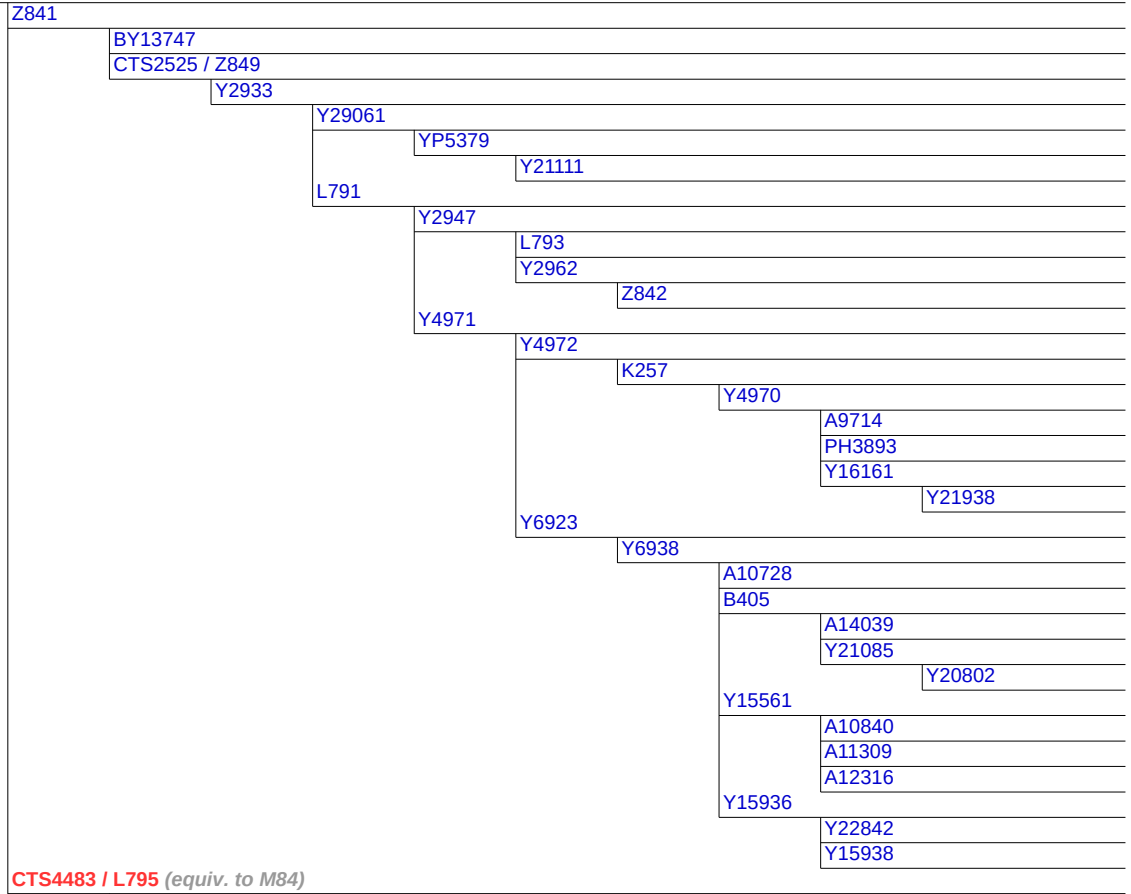 Z841
BY13747
CTS2525 / Z849
Y2933
Y29061
YP5379
Y21111
L791
Y2947
L793
Y2962
Z842
Y4971
Y4972
K257
Y4970
A9714
PH3893
Y16161
Y21938
Y6923
Y6938
A10728
B405
A14039
Y21085
Y20802
Y15561
A10840
A11309
A12316
Y15936
Y22842
Y15938
CTS4483 / L795 (equiv. to M84)